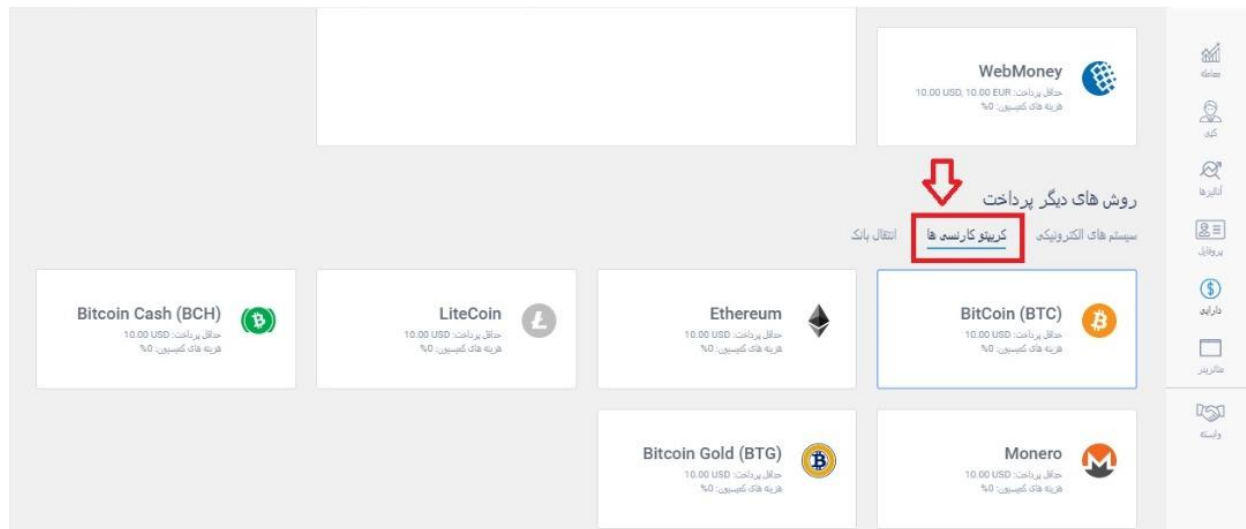 WebMoney
حداقل پرداخت: 10.00 USD, 10.00 EUR
هزینه های کمیسیون: 0%
روش های دیگر پرداخت
سیستم های الکترونیکی
کریپتو کارنسی ها
انتقال بانک
BitCoin (BTC)
حداقل پرداخت: 10.00 USD
هزینه های کمیسیون: 0%
Ethereum
حداقل پرداخت: 10.00 USD
هزینه های کمیسیون: 0%
LiteCoin
حداقل پرداخت: 10.00 USD
هزینه های کمیسیون: 0%
Bitcoin Cash (BCH)
حداقل پرداخت: 10.00 USD
هزینه های کمیسیون: 0%
Monero
حداقل پرداخت: 10.00 USD
هزینه های کمیسیون: 0%
Bitcoin Gold (BTG)
حداقل پرداخت: 10.00 USD
هزینه های کمیسیون: 0%
معامله
کپی
آنالیزها
پروفایل
دارایی
متاتریدر
وابسته